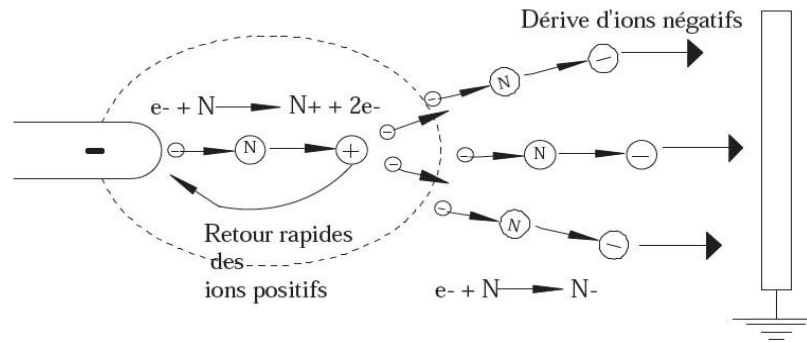 Dérive d'ions négatifs
e- + N → N+ + 2e-
- N + - N -
- - N -
- - N -
Retour rapides
des
ions positifs
e- + N → N-